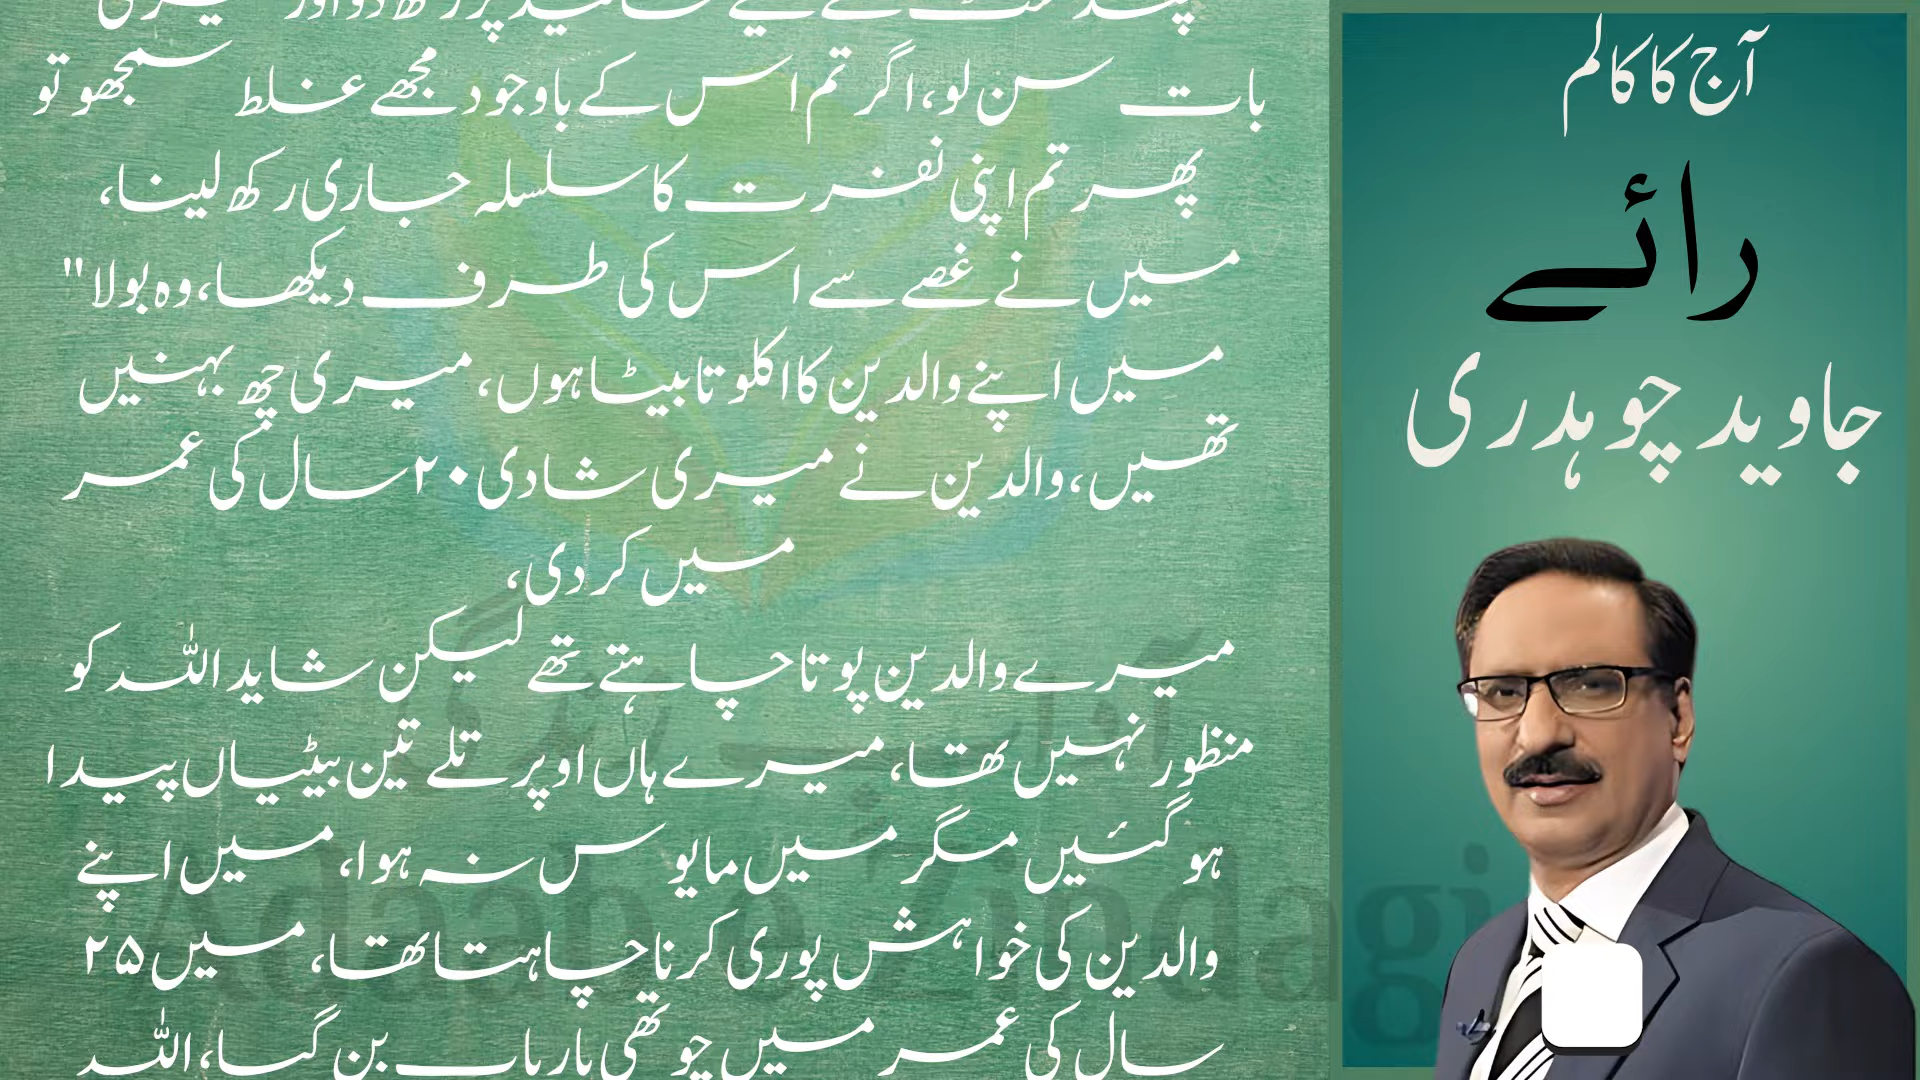 بات سن لو، اگر تم اس کے باوجود مجھے غلط سمجھو تو
پھر تم اپنی نفرت کا سلسلہ جاری رکھ لینا،
میں نے غصے سے اس کی طرف دیکھا، وہ بولا "
میں اپنے والدین کا اکلوتا بیٹا ہوں، میری چھ بہنیں
تھیں، والدین نے میری شادی ۲۰ سال کی عمر
میں کر دی،
میرے والدین پوتا چاہتے تھے لیکن شاید اللہ کو
منظور نہیں تھا، میرے ہاں اوپر تلے تین بیٹیاں پیدا
ہو گئیں مگر میں مایوس نہ ہوا، میں اپنے
والدین کی خواہش پوری کرنا چاہتا تھا، میں ۲۵
سال کی عمر میں چوتھی بار باپ بن گیا، اللہ
آج کا کالم
رائے
جاوید چوہدری
Adaab e Zindagi